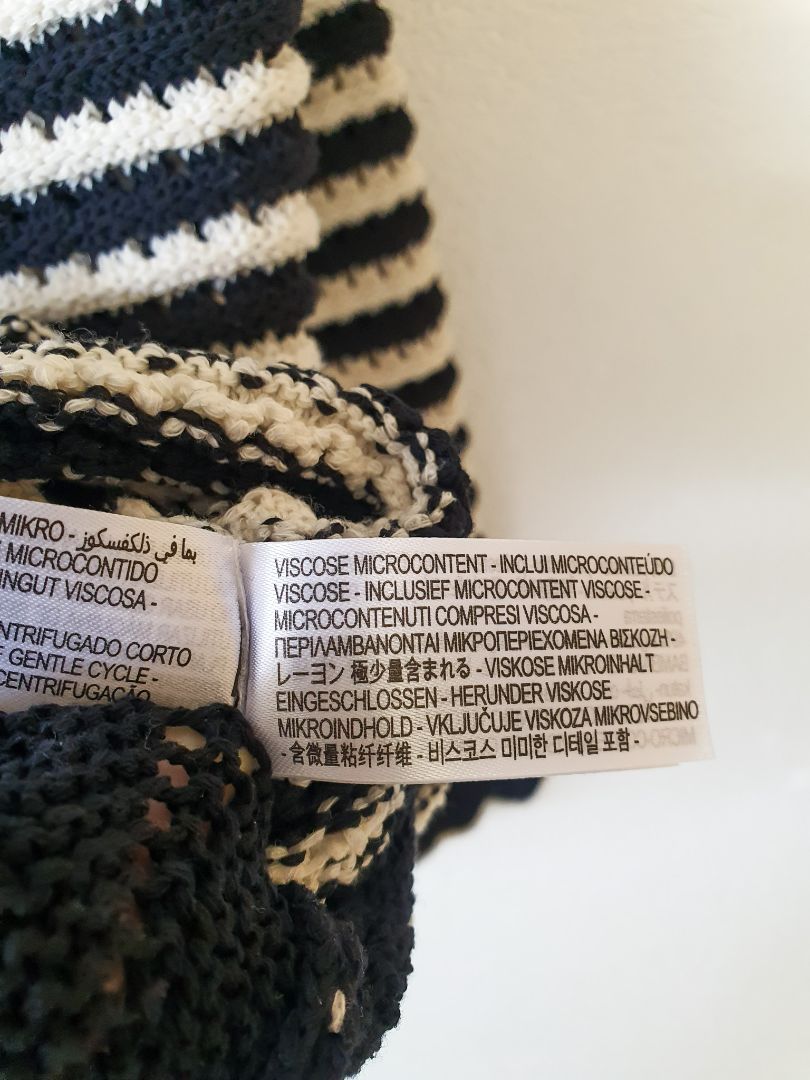 MIKRO - بما في ذلكفسكوز
MICROCONTIDO
INGUT VISCOSA -
NTRIFUGADO CORTO
E GENTLE CYCLE -
CENTRIFUGAÇÃO
VISCOSE MICROCONTENT - INCLUI MICROCONTEÚDO
VISCOSE - INCLUSIEF MICROCONTENT VISCOSE -
MICROCONTENUTI COMPRESI VISCOSA -
ΠΕΡΙΛΑΜΒΑΝΟΝΤΑΙ ΜΙΚΡΟΠΕΡΙΕΧΟΜΕΝΑ ΒΙΣΚΟΖΗ -
レーヨン 極少量含まれる - VISKOSE MIKROINHALT
EINGESCHLOSSEN - HERUNDER VISKOSE
MIKROINDHOLD - VKLJUČUJE VISKOZA MIKROVSEBINO
- 含微量粘纤纤维 - 비스코스 미미한 디테일 포함 -